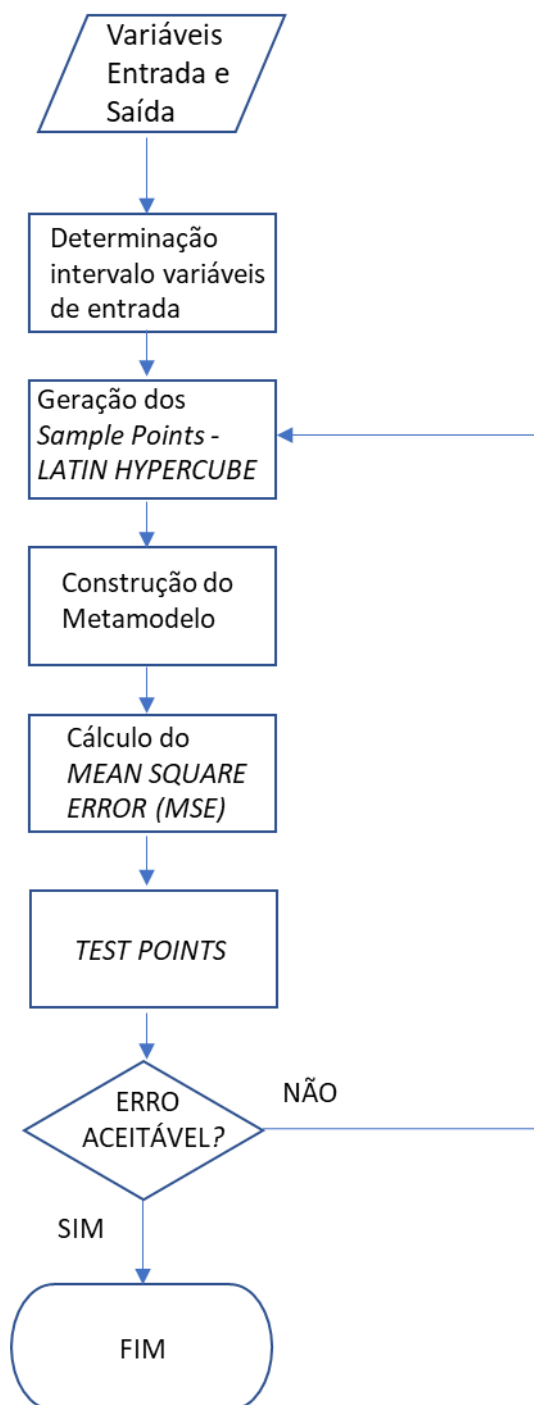 Variáveis
Entrada e
Saída
Determinação
intervalo variáveis
de entrada
Geração dos
Sample Points -
LATIN HYPERCUBE
Construção do
Metamodelo
Cálculo do
MEAN SQUARE
ERROR (MSE)
TEST POINTS
ERRO
ACEITÁVEL?
NÃO
SIM
FIM